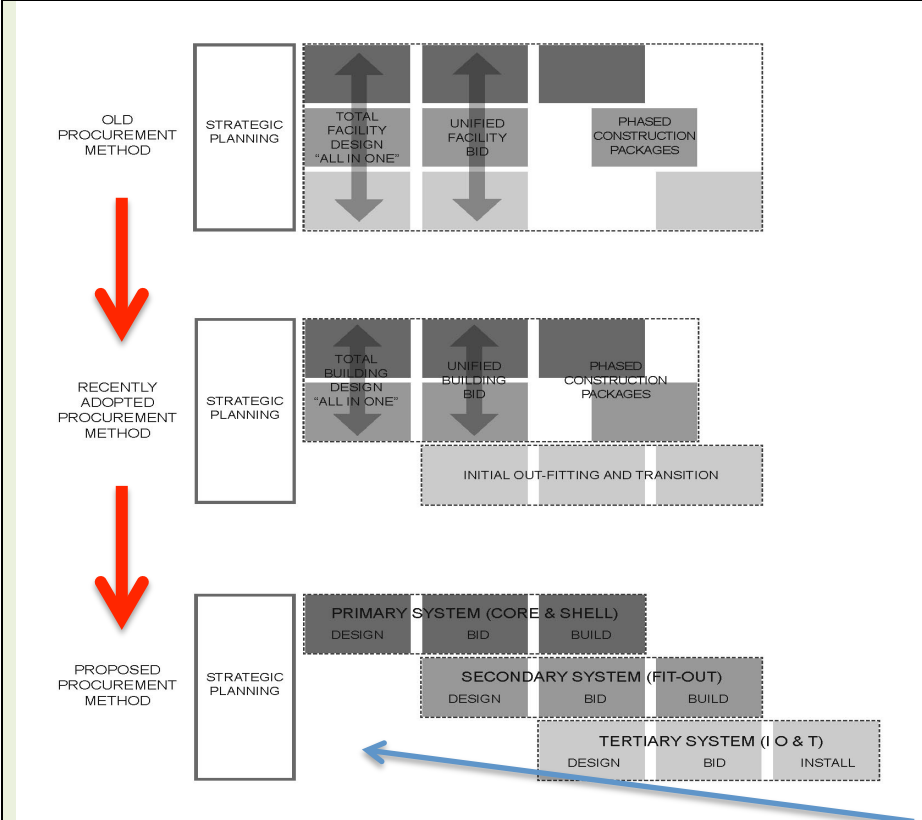 OLD
PROCUREMENT
METHOD
STRATEGIC
PLANNING
TOTAL
FACILITY
DESIGN
“ALL IN ONE”
UNIFIED
FACILITY
BID
PHASED
CONSTRUCTION
PACKAGES
RECENTLY
ADOPTED
PROCUREMENT
METHOD
STRATEGIC
PLANNING
TOTAL
BUILDING
DESIGN
“ALL IN ONE”
UNIFIED
BUILDING
BID
PHASED
CONSTRUCTION
PACKAGES
INITIAL OUT-FITTING AND TRANSITION
PROPOSED
PROCUREMENT
METHOD
STRATEGIC
PLANNING
PRIMARY SYSTEM (CORE & SHELL)
DESIGN BID BUILD
SECONDARY SYSTEM (FIT-OUT)
DESIGN BID BUILD
TERTIARY SYSTEM (I O & T)
DESIGN BID INSTALL